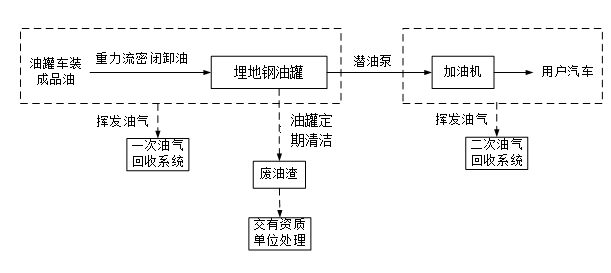 油罐车装
成品油
重力流密闭卸油
埋地钢油罐
潜油泵
加油机
用户汽车
挥发油气
一次油气
回收系统
油罐定
期清洁
废油渣
交有资质
单位处理
挥发油气
二次油气
回收系统